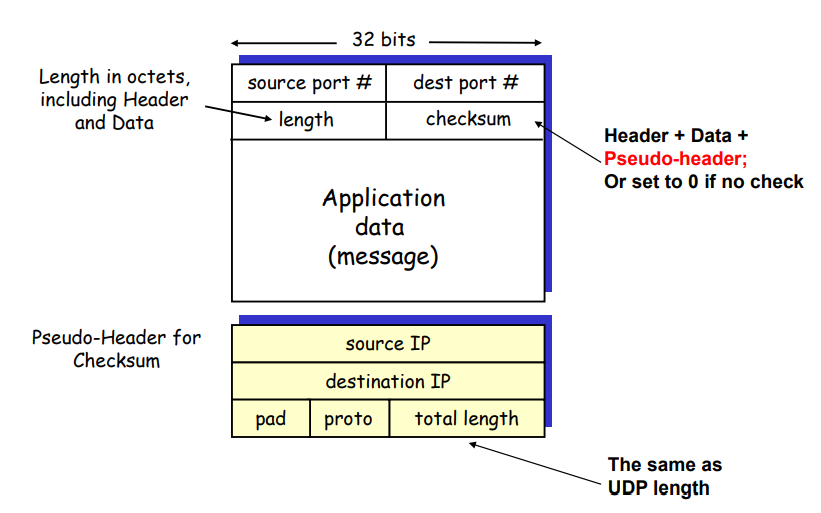 32 bits
Length in octets,
including Header
and Data
source port #
dest port #
length
checksum
Header + Data +
Pseudo-header;
Or set to 0 if no check
Application
data
(message)
Pseudo-Header for
Checksum
source IP
destination IP
pad
proto
total length
The same as
UDP length